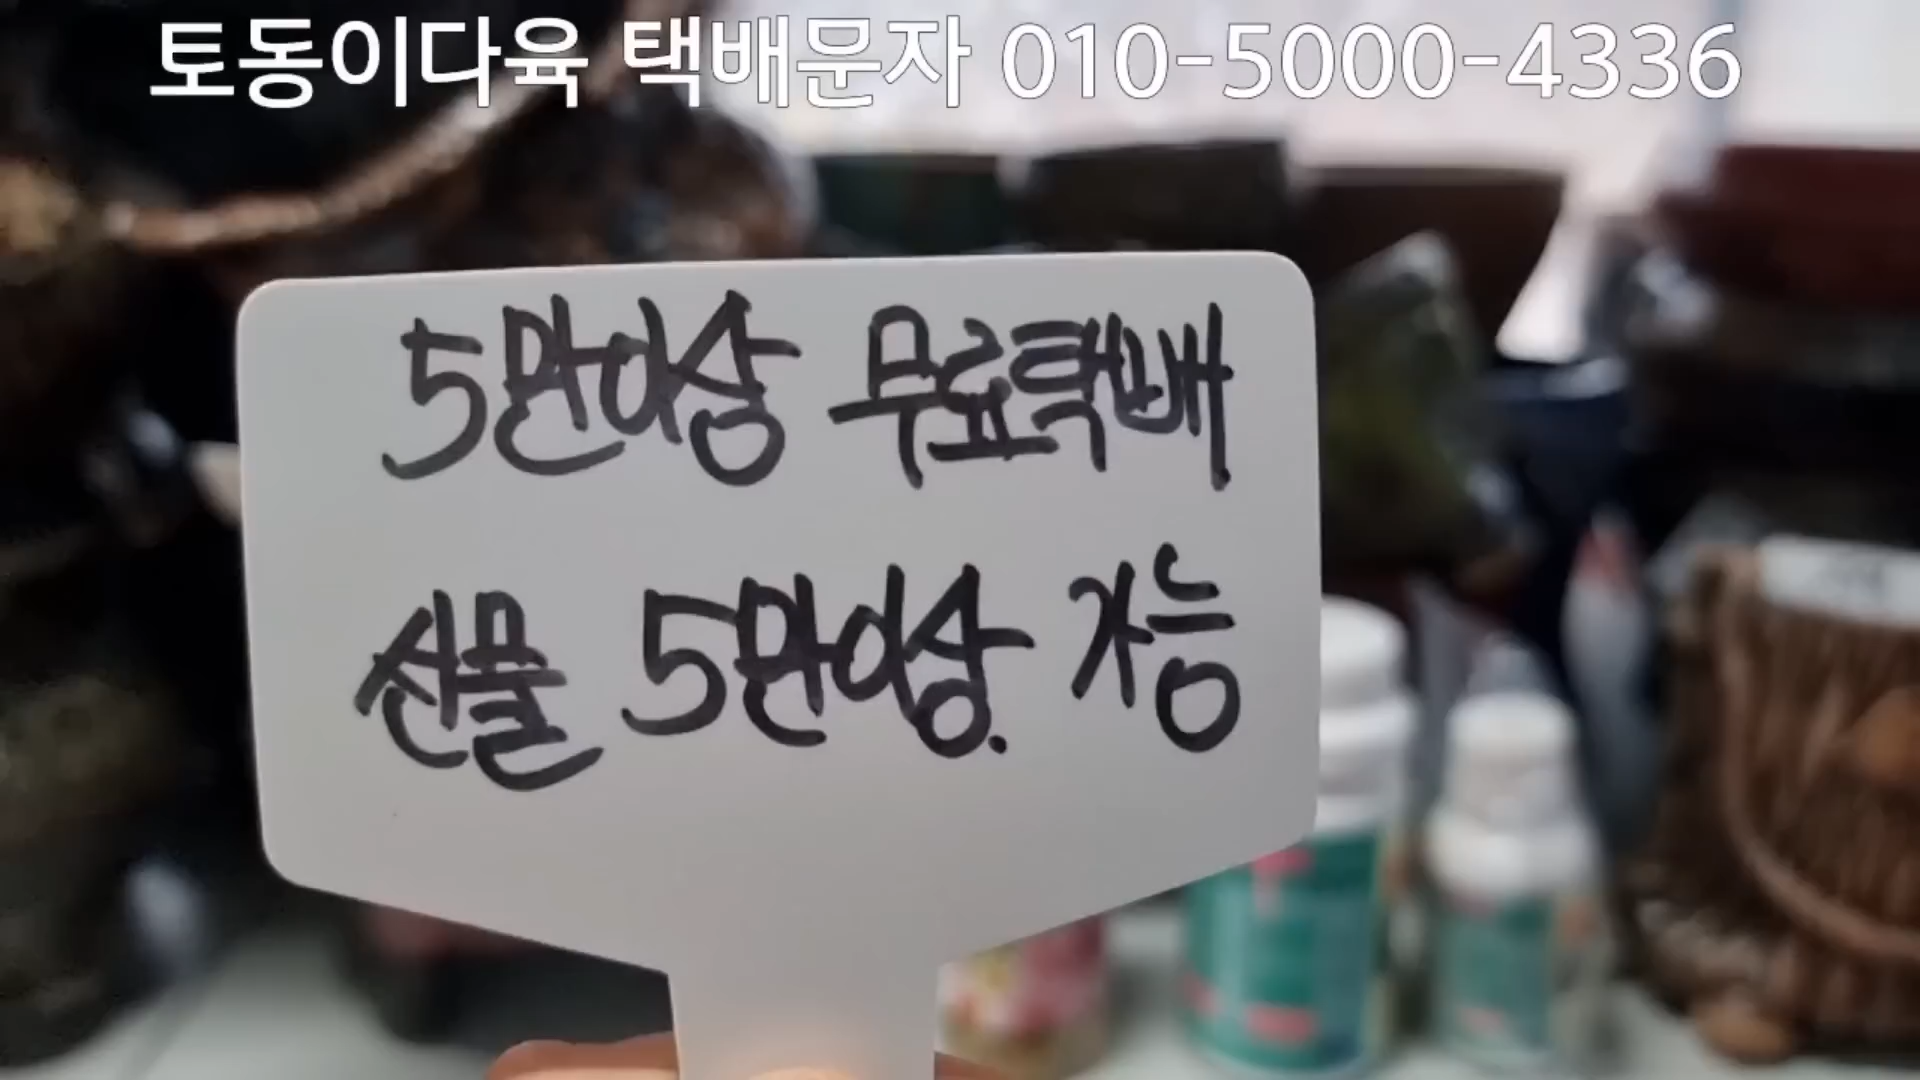 토동이다육 택배문자 010-5000-4336
5만이상 무료택배
선물 5만이상. 가능